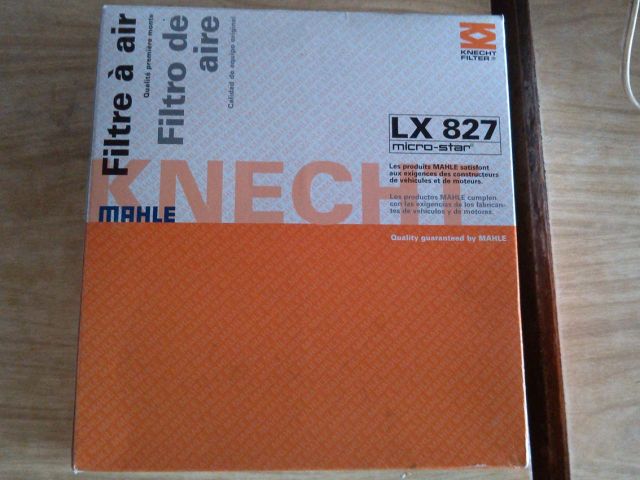 Filtre à air
Qualité première monte
Filtro de
aire
Calidad de equipo original
KNECHT
FILTER®
LX 827
micro-star®
Les produits MAHLE satisfont
aux exigences des constructeurs
de véhicules et de moteurs.
Los productos MAHLE cumplen
con las exigencias de los fabrican-
tes de vehículos y de motores.
KNECHT
MAHLE
Quality guaranteed by MAHLE